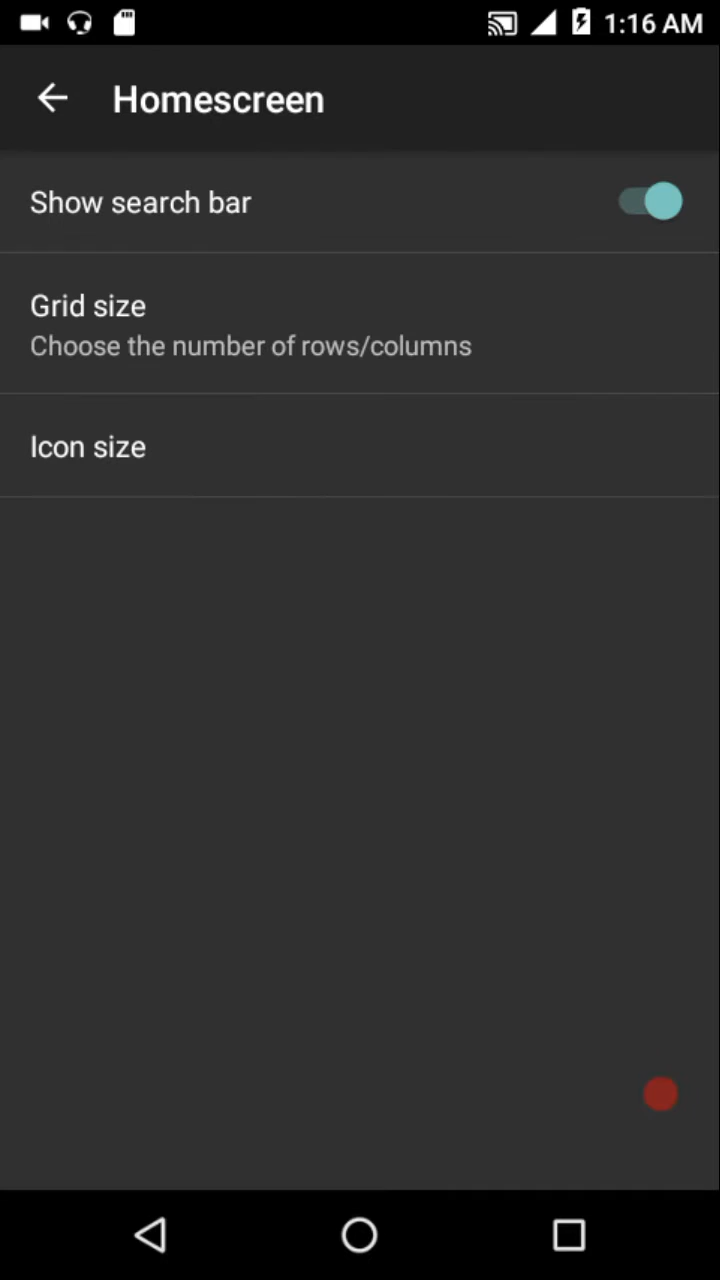 1:16 AM
Homescreen
Show search bar
Grid size
Choose the number of rows/columns
Icon size